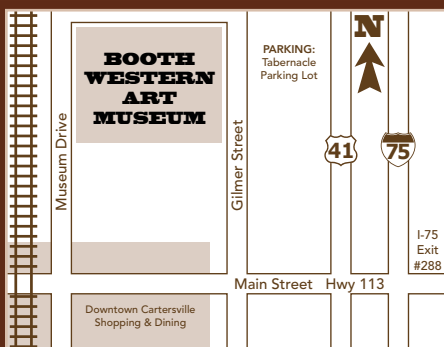 N
BOOTH
WESTERN
ART
MUSEUM
PARKING:
Tabernacle
Parking Lot
Museum Drive
Gilmer Street
41
75
I-75
Exit
#288
Main Street Hwy 113
Downtown Cartersville
Shopping & Dining